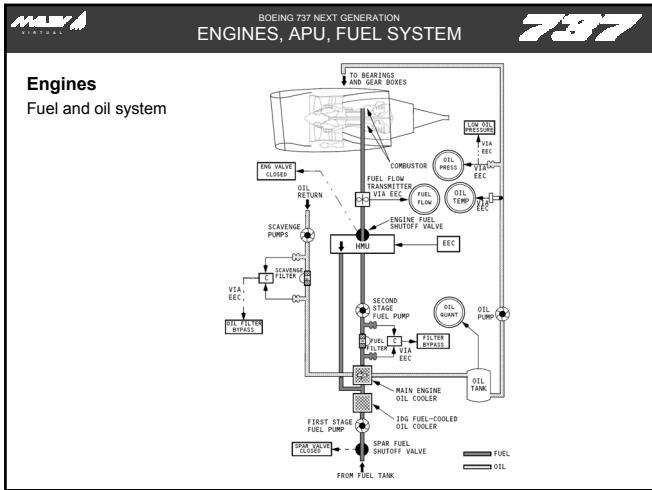 MALEV
VIRTUAL
BOEING 737 NEXT GENERATION
ENGINES, APU, FUEL SYSTEM
737
Engines
Fuel and oil system
TO BEARINGS
AND GEAR BOXES
LOW OIL
PRESSURE
VIA
EEC
COMBUSTOR
OIL
PRESS
VIA
EEC
ENG VALVE
CLOSED
FUEL FLOW
TRANSMITTER
VIA EEC
FUEL
FLOW
OIL
TEMP
VIA
EEC
OIL
RETURN
ENGINE FUEL
SHUTOFF VALVE
SCAVENGE
PUMPS
HMU
EEC
SCAVENGE
FILTER
C
VIA
EEC
OIL FILTER
BYPASS
SECOND
STAGE
FUEL PUMP
OIL
QUANT
OIL
PUMP
FUEL
FILTER
C
FILTER
BYPASS
VIA
EEC
OIL
TANK
MAIN ENGINE
OIL COOLER
IDG FUEL-COOLED
OIL COOLER
FIRST STAGE
FUEL PUMP
SPAR VALVE
CLOSED
SPAR FUEL
SHUTOFF VALVE
FROM FUEL TANK
FUEL
OIL